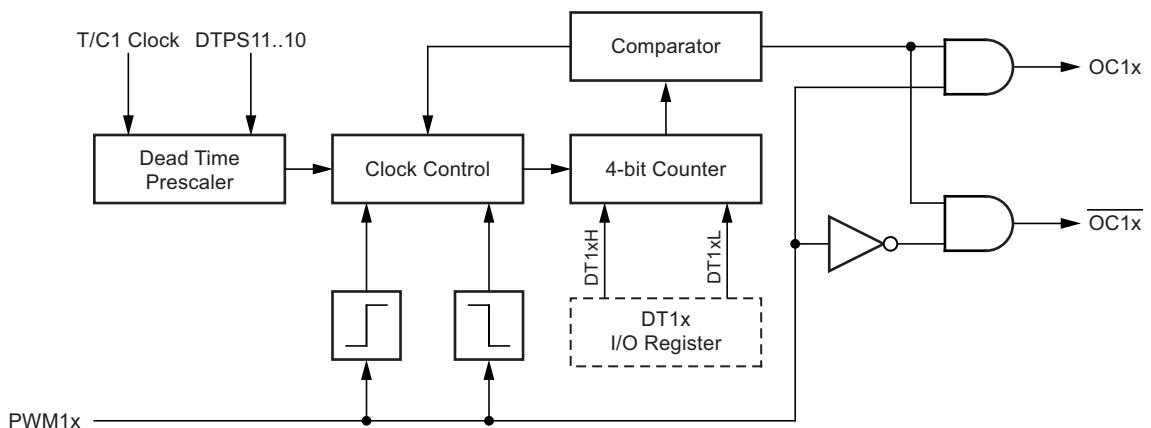 T/C1 Clock
DTPS11..10
Comparator
OC1x
Dead Time
Prescaler
Clock Control
4-bit Counter
OC1x
DT1xH
DT1xL
DT1x
I/O Register
PWM1x